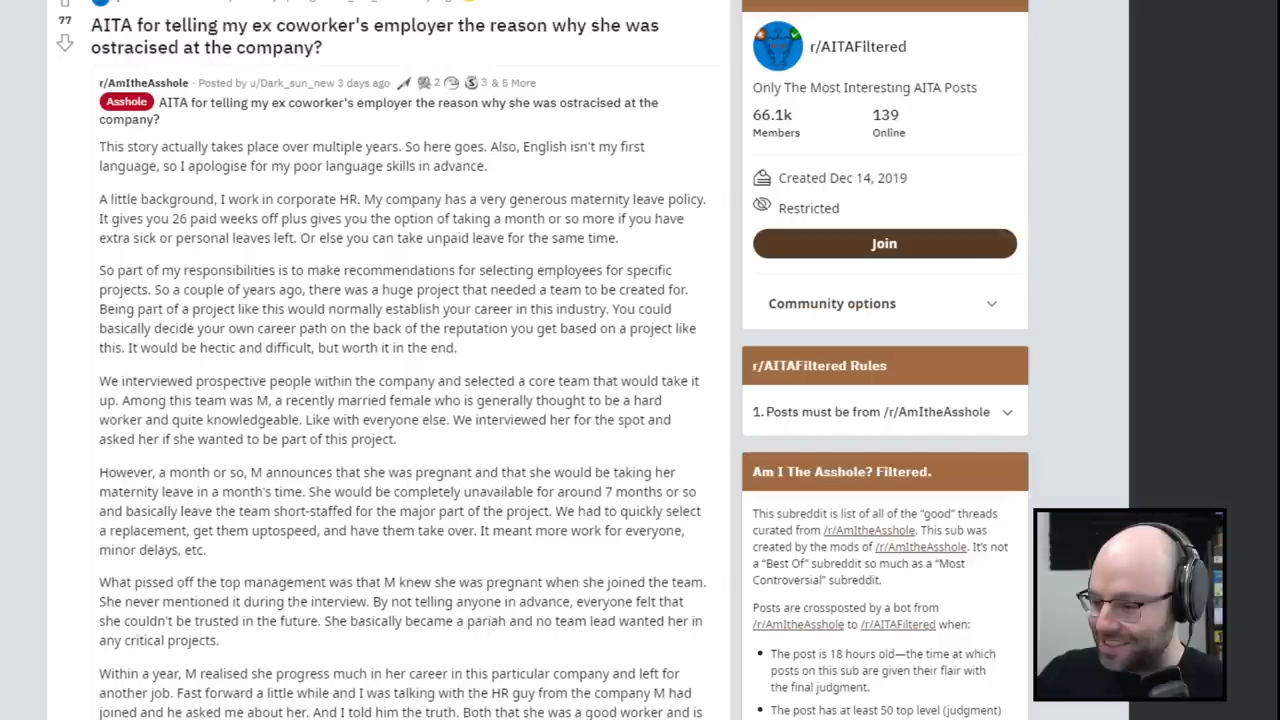 77
AITA for telling my ex coworker's employer the reason why she was
ostracised at the company?
r/AmItheAsshole · Posted by u/Dark_sun_new 3 days ago 2 3 & 5 More
Asshole AITA for telling my ex coworker's employer the reason why she was ostracised at the
company?
This story actually takes place over multiple years. So here goes. Also, English isn't my first
language, so I apologise for my poor language skills in advance.
A little background, I work in corporate HR. My company has a very generous maternity leave policy.
It gives you 26 paid weeks off plus gives you the option of taking a month or so more if you have
extra sick or personal leaves left. Or else you can take unpaid leave for the same time.
So part of my responsibilities is to make recommendations for selecting employees for specific
projects. So a couple of years ago, there was a huge project that needed a team to be created for.
Being part of a project like this would normally establish your career in this industry. You could
basically decide your own career path on the back of the reputation you get based on a project like
this. It would be hectic and difficult, but worth it in the end.
We interviewed prospective people within the company and selected a core team that would take it
up. Among this team was M, a recently married female who is generally thought to be a hard
worker and quite knowledgeable. Like with everyone else. We interviewed her for the spot and
asked her if she wanted to be part of this project.
However, a month or so, M announces that she was pregnant and that she would be taking her
maternity leave in a month's time. She would be completely unavailable for around 7 months or so
and basically leave the team short-staffed for the major part of the project. We had to quickly select
a replacement, get them uptospeed, and have them take over. It meant more work for everyone,
minor delays, etc.
What pissed off the top management was that M knew she was pregnant when she joined the team.
She never mentioned it during the interview. By not telling anyone in advance, everyone felt that
she couldn't be trusted in the future. She basically became a pariah and no team lead wanted her in
any critical projects.
Within a year, M realised she progress much in her career in this particular company and left for
another job. Fast forward a little while and I was talking with the HR guy from the company M had
joined and he asked me about her. And I told him the truth. Both that she was a good worker and is
r/AITAFiltered
Only The Most Interesting AITA Posts
66.1k 139
Members Online
Created Dec 14, 2019
Restricted
Join
Community options
r/AITAFiltered Rules
1. Posts must be from /r/AmItheAsshole
Am I The Asshole? Filtered.
This subreddit is list of all of the “good” threads
curated from /r/AmItheAsshole. This sub was
created by the mods of /r/AmItheAsshole. It's not
a “Best Of” subreddit so much as a “Most
Controversial” subreddit.
Posts are crossposted by a bot from
/r/AmItheAsshole to /r/AITAFiltered when:
• The post is 18 hours old—the time at which
posts on this sub are given their flair with
the final judgment.
• The post has at least 50 top level (judgment)